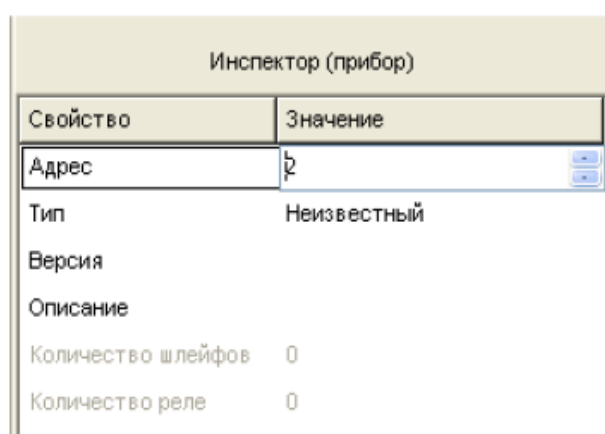 Инспектор (прибор)
Свойство Значение
Адрес 2
Тип Неизвестный
Версия
Описание
Количество шлейфов 0
Количество реле 0